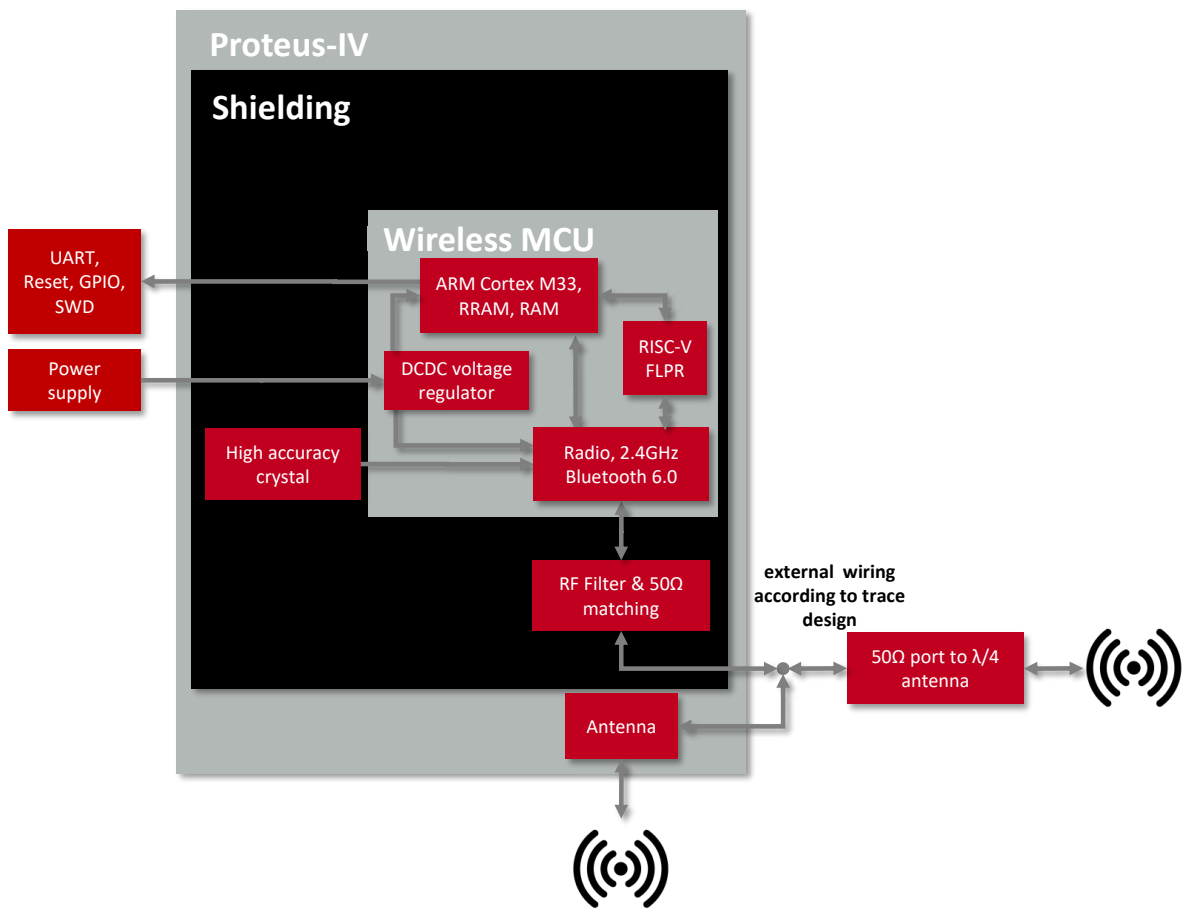 Proteus-IV
Shielding
Wireless MCU
UART,
Reset, GPIO,
SWD
ARM Cortex M33,
RRAM, RAM
RISC-V
FLPR
Power
supply
DCDC voltage
regulator
High accuracy
crystal
Radio, 2.4GHz
Bluetooth 6.0
RF Filter & 50Ω
matching
external wiring
according to trace
design
50Ω port to λ/4
antenna
Antenna